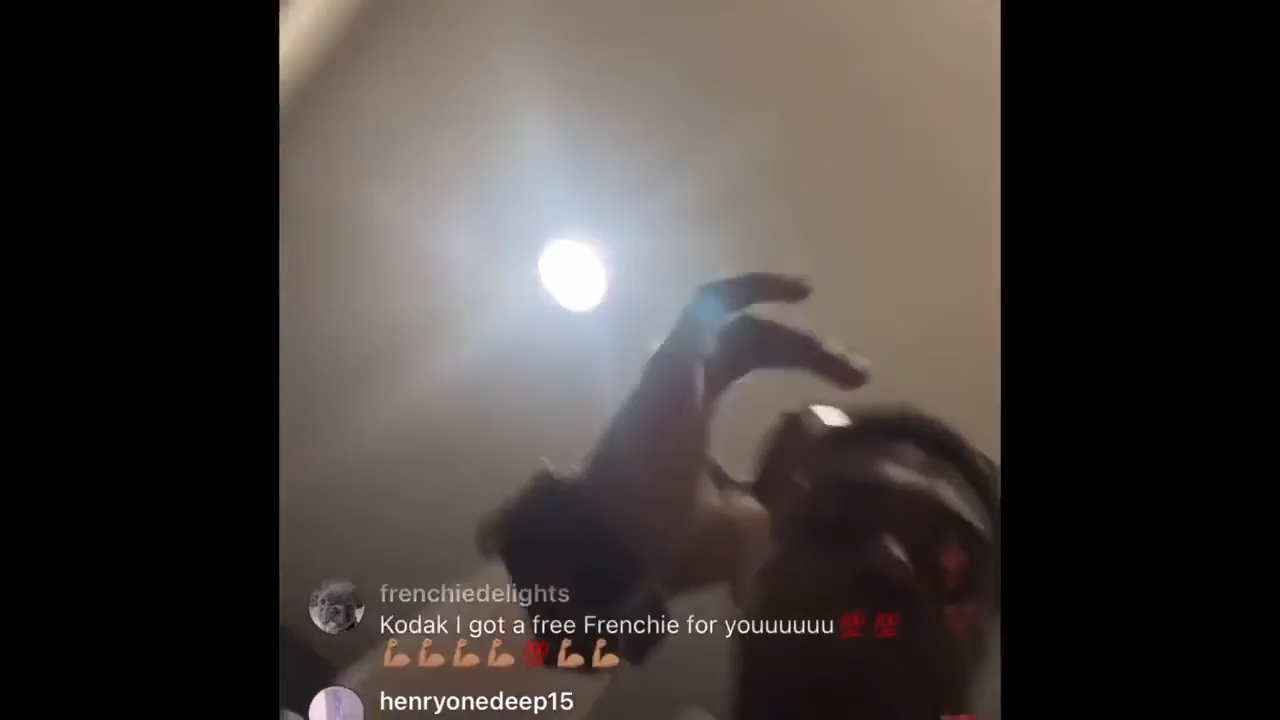 frenchiedelights
Kodak I got a free Frenchie for youuuuuu 💯 💯
💪🏽💪🏽💪🏽💪🏽💯💪🏽💪🏽
henryonedeep15